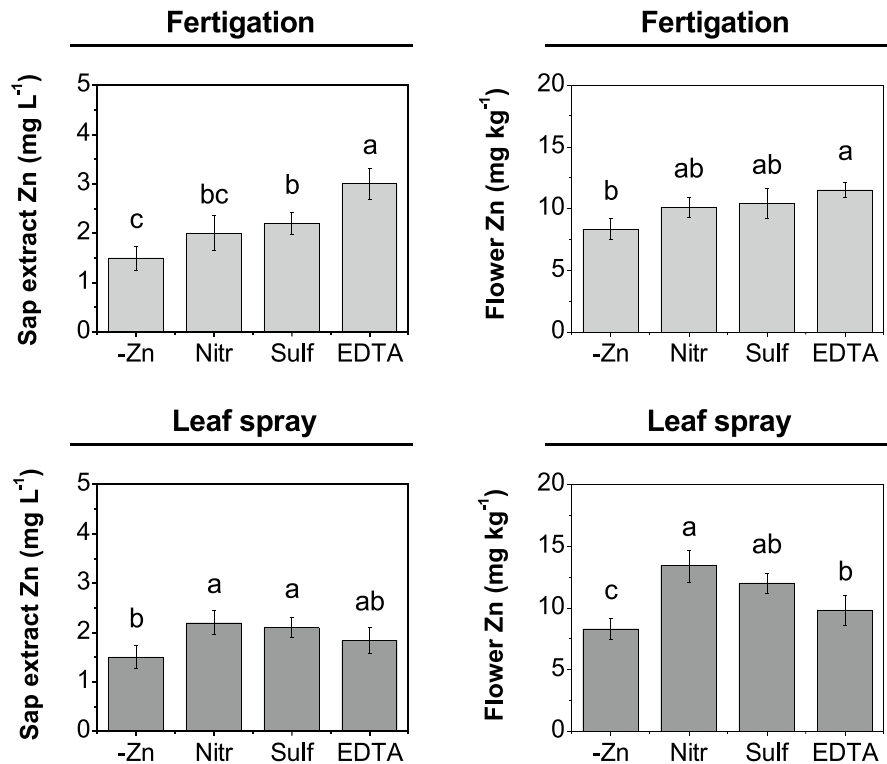 Fertigation
Sap extract Zn (mg L⁻¹)
5
4
3
2
1
0
c
bc
b
a
-Zn Nitr Sulf EDTA
Fertigation
Flower Zn (mg kg⁻¹)
20
15
10
5
0
b
ab
ab
a
-Zn Nitr Sulf EDTA
Leaf spray
Sap extract Zn (mg L⁻¹)
5
4
3
2
1
0
b
a
a
ab
-Zn Nitr Sulf EDTA
Leaf spray
Flower Zn (mg kg⁻¹)
20
15
10
5
0
c
a
ab
b
-Zn Nitr Sulf EDTA